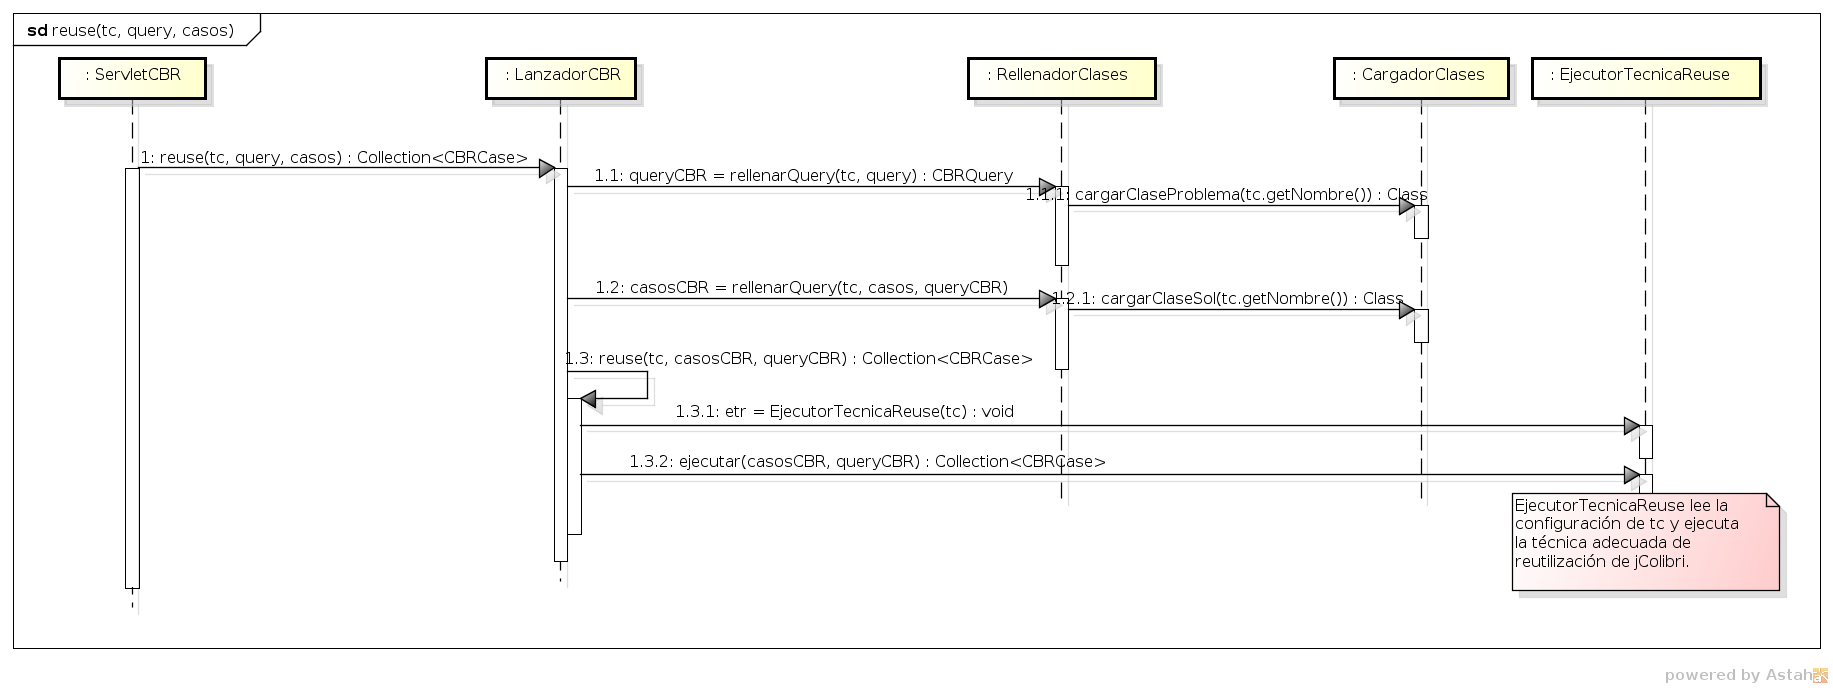 sd reuse(tc, query, casos)
: ServletCBR
: LanzadorCBR
: RellenadorClases
: CargadorClases
: EjecutorTecnicaReuse
1: reuse(tc, query, casos) : Collection<CBRCase>
1.1: queryCBR = rellenarQuery(tc, query) : CBRQuery
1.1.1: cargarClaseProblema(tc.getNombre()) : Class
1.2: casosCBR = rellenarQuery(tc, casos, queryCBR)
1.2.1: cargarClaseSol(tc.getNombre()) : Class
1.3: reuse(tc, casosCBR, queryCBR) : Collection<CBRCase>
1.3.1: etr = EjecutorTecnicaReuse(tc) : void
1.3.2: ejecutar(casosCBR, queryCBR) : Collection<CBRCase>
EjecutorTecnicaReuse lee la
configuración de tc y ejecuta
la técnica adecuada de
reutilización de jColibri.
powered by Astah